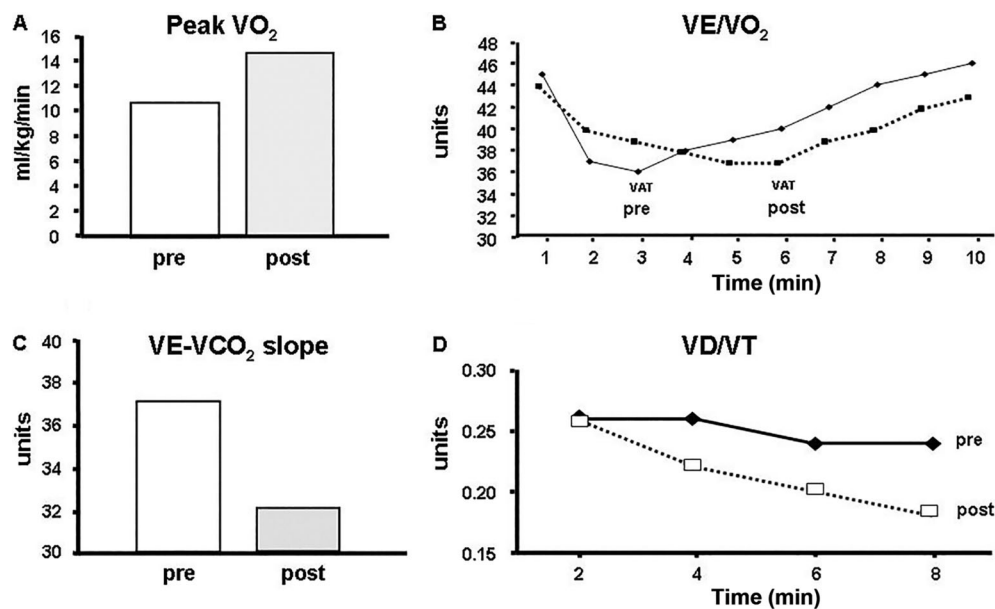 A
Peak VO₂
ml/kg/min
16
14
12
10
8
6
4
2
0
pre
post
B
VE/VO₂
units
48
46
44
42
40
38
36
34
32
30
VAT
pre
VAT
post
1 2 3 4 5 6 7 8 9 10
Time (min)
C
VE-VCO₂ slope
units
40
38
36
34
32
30
pre
post
D
VD/VT
units
0.30
0.25
0.20
0.15
pre
post
2 4 6 8
Time (min)